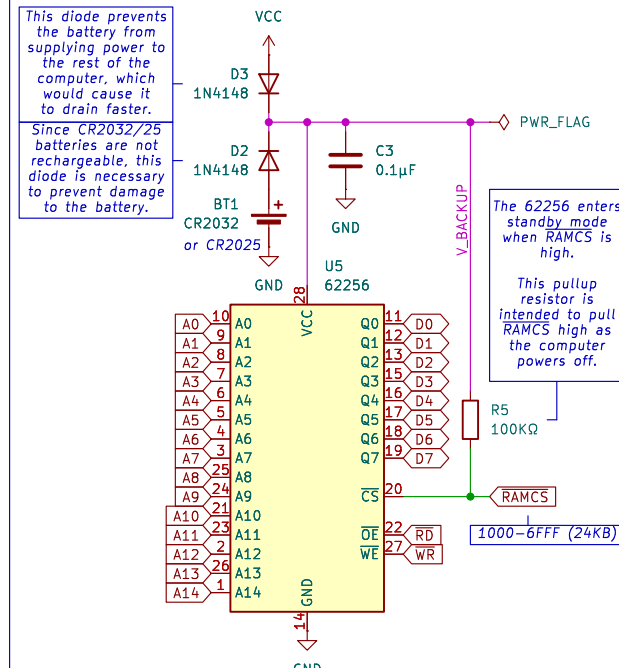 This diode prevents
the battery from
supplying power to
the rest of the
computer, which
would cause it
to drain faster.
Since CR2032/25
batteries are not
rechargeable, this
diode is necessary
to prevent damage
to the battery.
VCC
D3
1N4148
PWR_FLAG
D2
1N4148
C3
0.1µF
GND
BT1
+
CR2032
or CR2025
GND
V_BACKUP
The 62256 enters
standby mode
when RAMCS is
high.
This pullup
resistor is
intended to pull
RAMCS high as
the computer
powers off.
U5
62256
28
VCC
A0 10 A0 Q0 11 D0
A1 9 A1 Q1 12 D1
A2 8 A2 Q2 13 D2
A3 7 A3 Q3 15 D3
A4 6 A4 Q4 16 D4
A5 5 A5 Q5 17 D5
A6 4 A6 Q6 18 D6
A7 3 A7 Q7 19 D7
A8 25 A8
A9 24 A9 CS 20 RAMCS
A10 21 A10
A11 23 A11 OE 22 RD
A12 2 A12 WE 27 WR
A13 26 A13
A14 1 A14
R5
100KΩ
1000-6FFF (24KB)
GND
14
GND